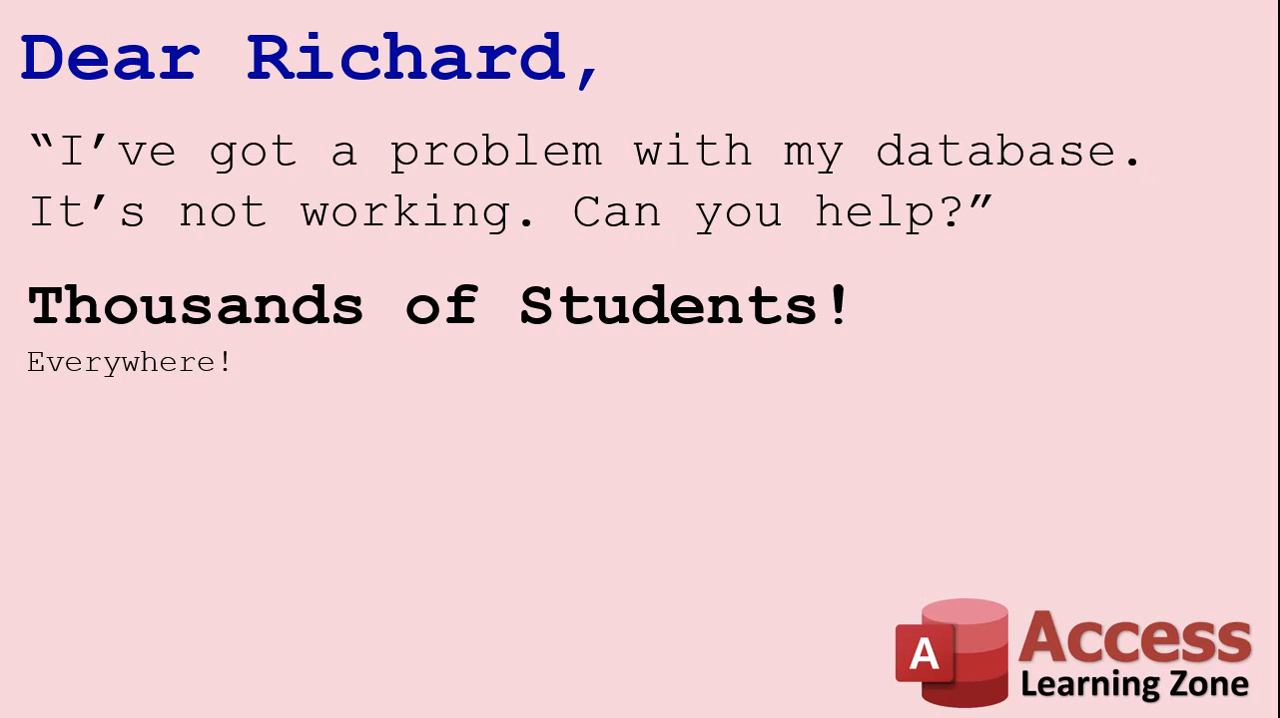 Dear Richard,
“I’ve got a problem with my database.
It’s not working. Can you help?”
Thousands of Students!
Everywhere!
A
Access
Learning Zone